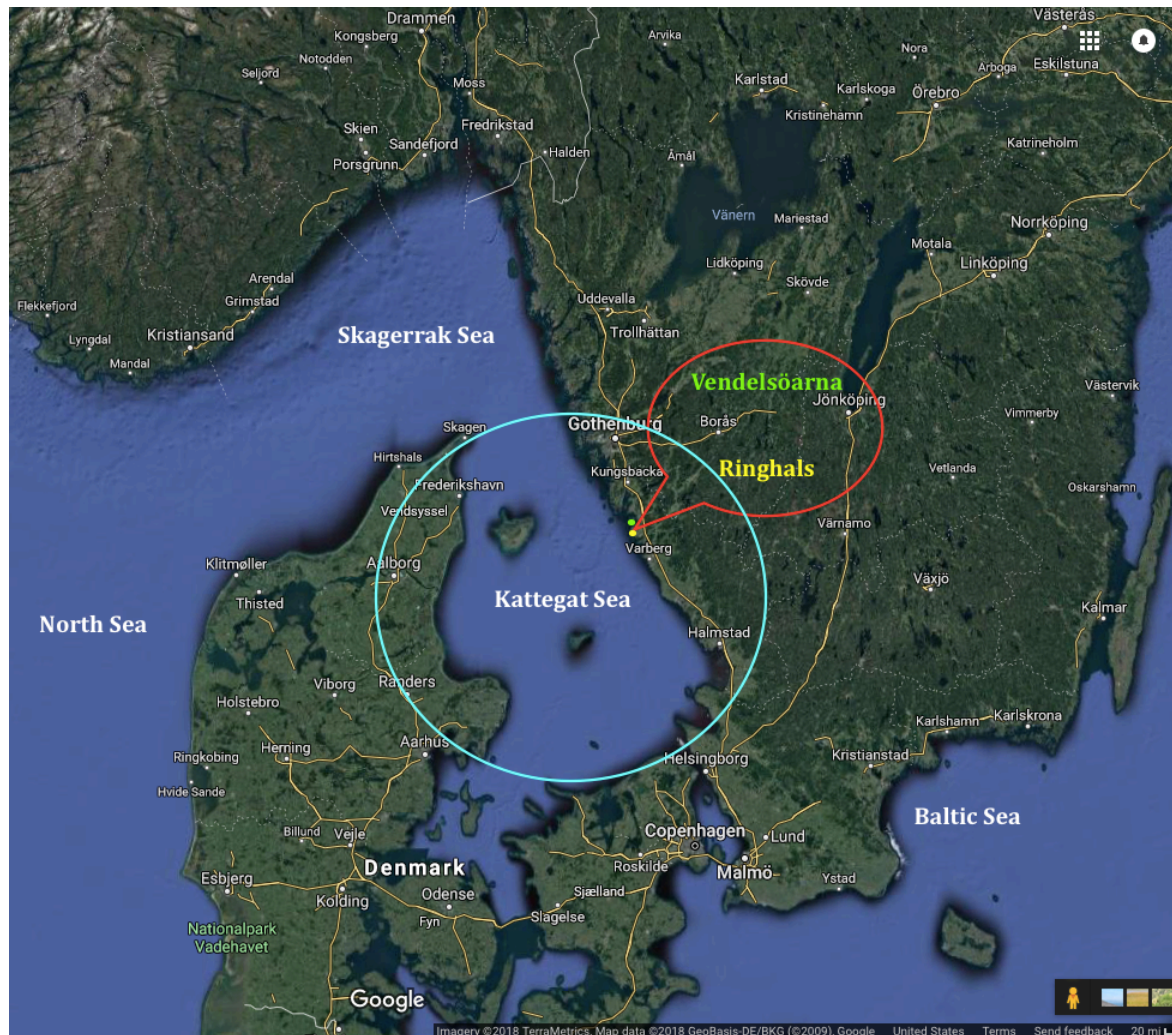 Drammen
Kongsberg
Notodden
Seljord
Moss
Arvika
Nora
Västerås
Arboga
Eskilstuna
Karlstad
Karlskoga
Örebro
Kristinehamn
Skien
Sandefjord
Porsgrunn
Fredrikstad
Halden
Åmål
Katrineholm
Vänern
Mariestad
Norrköping
Motala
Lidköping
Linköping
Skövde
Arendal
Grimstad
Flekkefjord
Kristiansand
Lyngdal
Mandal
Uddevalla
Trollhättan
Skagerrak Sea
Vendelsöarna
Västervik
Jönköping
Vimmerby
Skagen
Gothenburg
Borås
Hirtshals
Kungsbacka
Ringhals
Vetlanda
Frederikshavn
Oskarshamn
Vendsyssel
Värnamo
Varberg
Klitmøller
Aalborg
Växjö
Thisted
Kattegat Sea
Kalmar
North Sea
Halmstad
Randers
Viborg
Holstebro
Karlshamn
Karlskrona
Aarhus
Herning
Ringkobing
Helsingborg
Kristianstad
Hvide Sande
Baltic Sea
Billund
Vejle
Copenhagen
Lund
Denmark
Roskilde
Malmö
Esbjerg
Kolding
Odense
Sjælland
Ystad
Fyn
Slagelse
Nationalpark
Vadehavet
Google
Imagery ©2018 TerraMetrics, Map data ©2018 GeoBasis-DE/BKG (©2009), Google United States Terms Send feedback 20 mi